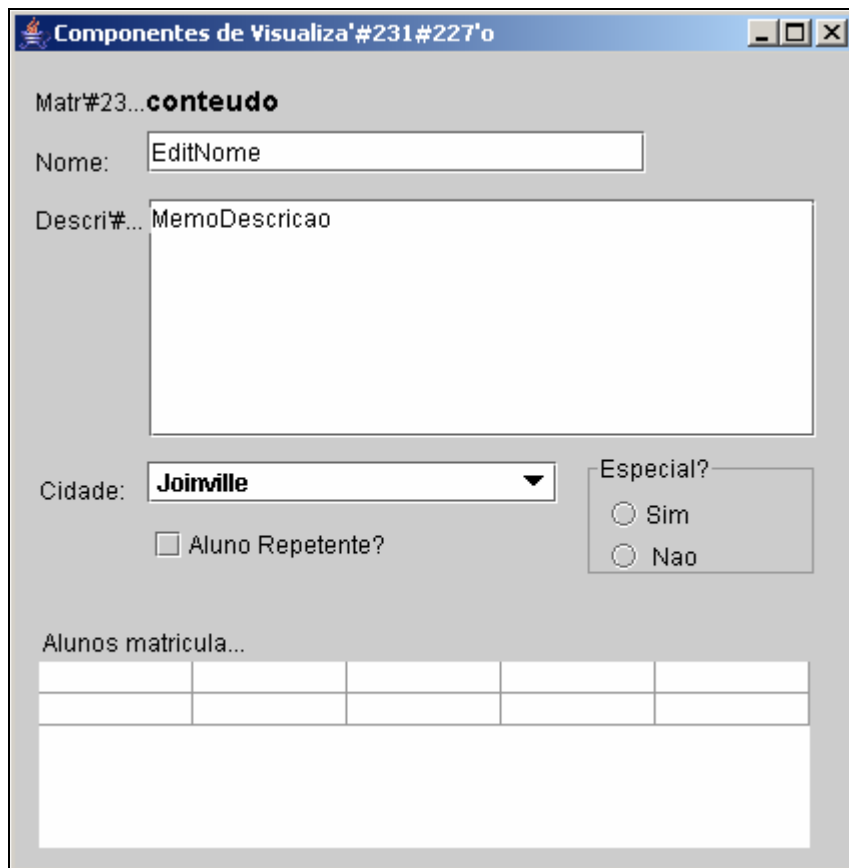 Componentes de Visualiza'#231#227'o
Matr'#23...conteudo
Nome: EditNome
Descri'#... MemoDescricao
Cidade: Joinville
Especial?
Sim
Aluno Repetente?
Nao
Alunos matricula...